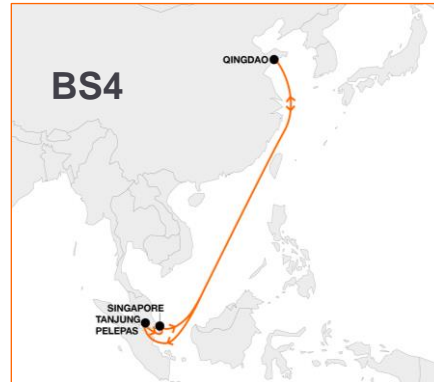 QINGDAO
BS4
SINGAPORE
TANJUNG
PELEPAS